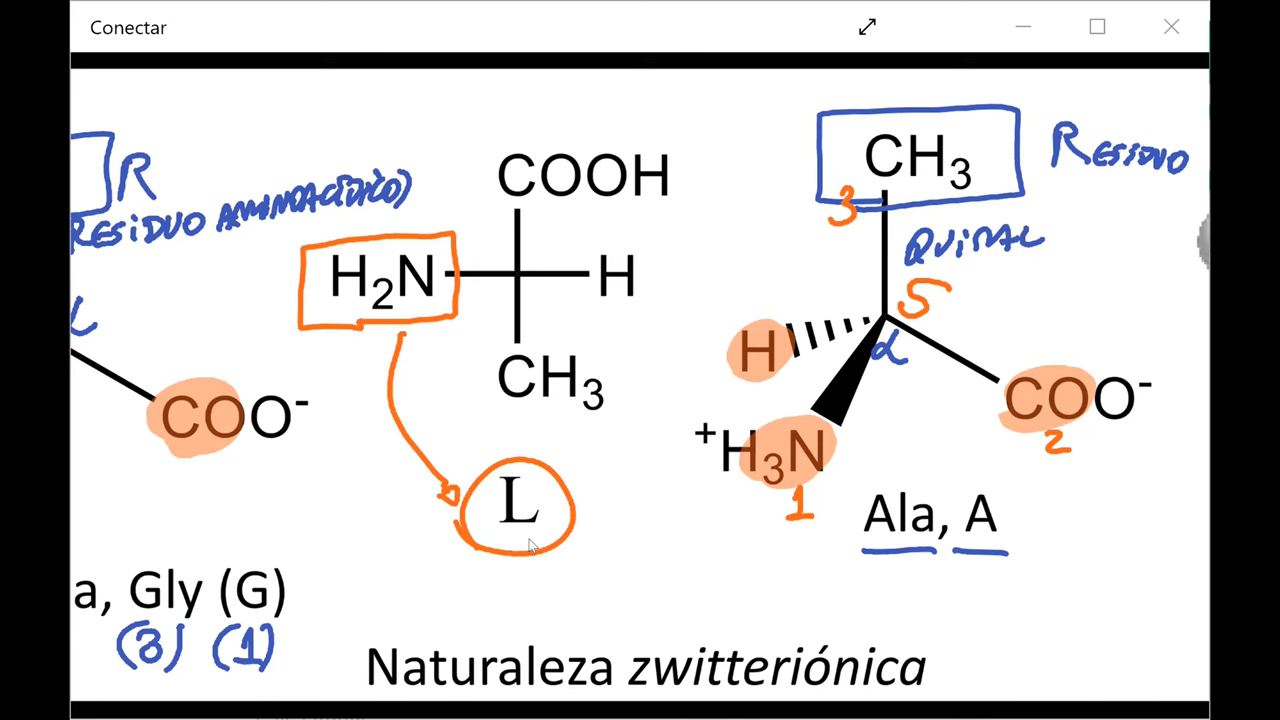 Conectar
R
RESIDUO AMINOACÍDICO)
COO⁻
a, Gly (G)
(3) (1)
COOH
H₂N
H
CH₃
L
CH₃
RESIDUO
3
QUIRAL
S
H
α
⁺H₃N
1
COO⁻
2
Ala, A
Naturaleza zwitteriónica